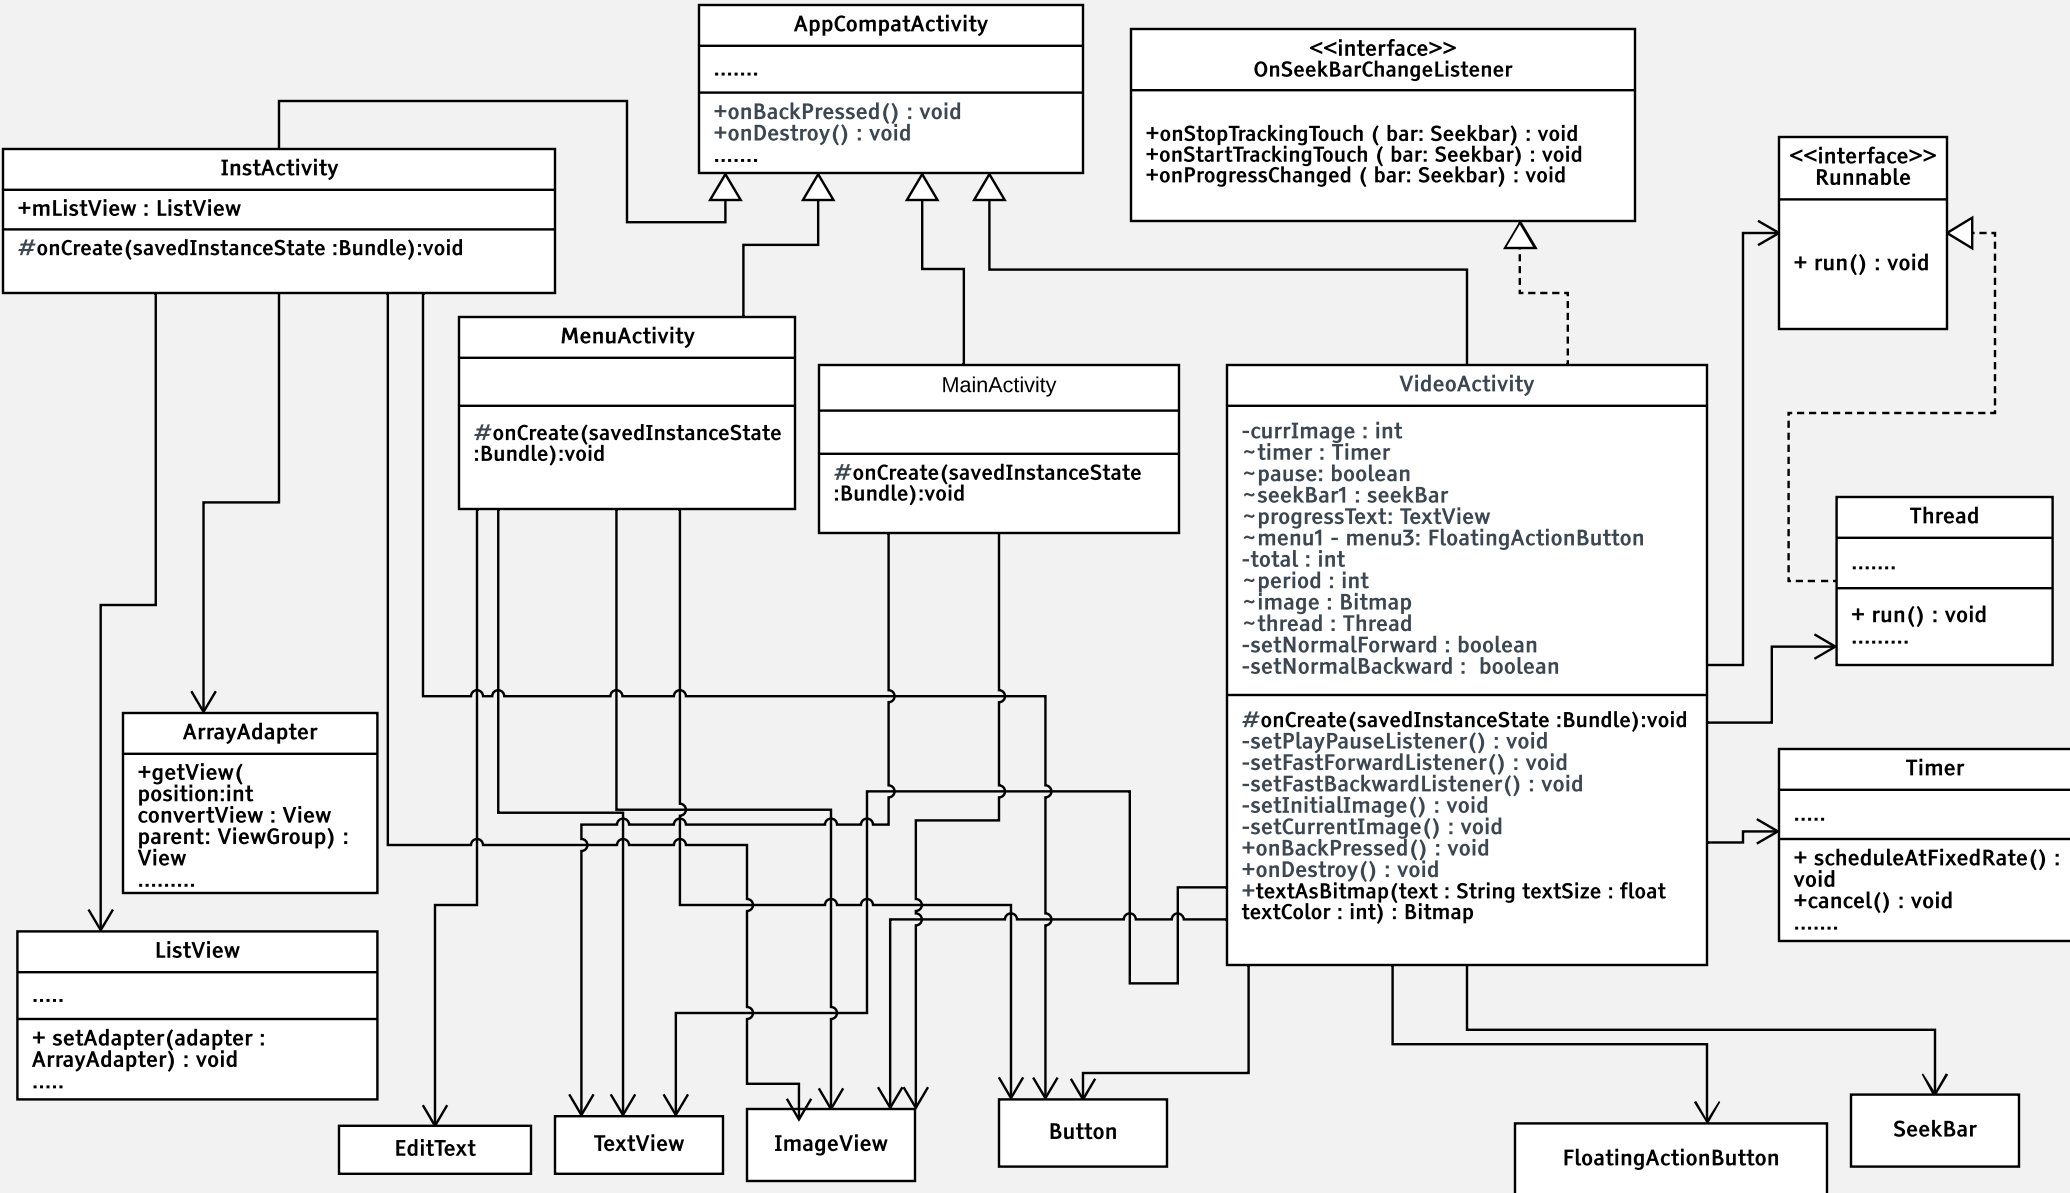 AppCompatActivity
.......
+onBackPressed() : void
+onDestroy() : void
.......
<<interface>>
OnSeekBarChangeListener
+onStopTrackingTouch ( bar: Seekbar) : void
+onStartTrackingTouch ( bar: Seekbar) : void
+onProgressChanged ( bar: Seekbar) : void
<<interface>>
Runnable
+ run() : void
InstActivity
+mListView : ListView
#onCreate(savedInstanceState :Bundle):void
MenuActivity
#onCreate(savedInstanceState
:Bundle):void
MainActivity
#onCreate(savedInstanceState
:Bundle):void
VideoActivity
-currImage : int
~timer : Timer
~pause: boolean
~seekBar1 : seekBar
~progressText: TextView
~menu1 - menu3: FloatingActionButton
-total : int
~period : int
~image : Bitmap
~thread : Thread
-setNormalForward : boolean
-setNormalBackward :  boolean
#onCreate(savedInstanceState :Bundle):void
-setPlayPauseListener() : void
-setFastForwardListener() : void
-setFastBackwardListener() : void
-setInitialImage() : void
-setCurrentImage() : void
+onBackPressed() : void
+onDestroy() : void
+textAsBitmap(text : String textSize : float
textColor : int) : Bitmap
Thread
.......
+ run() : void
.........
Timer
.....
+ scheduleAtFixedRate() :
void
+cancel() : void
.......
ArrayAdapter
+getView(
position:int
convertView : View
parent: ViewGroup) :
View
.........
ListView
.....
+ setAdapter(adapter :
ArrayAdapter) : void
.....
EditText
TextView
ImageView
Button
FloatingActionButton
SeekBar